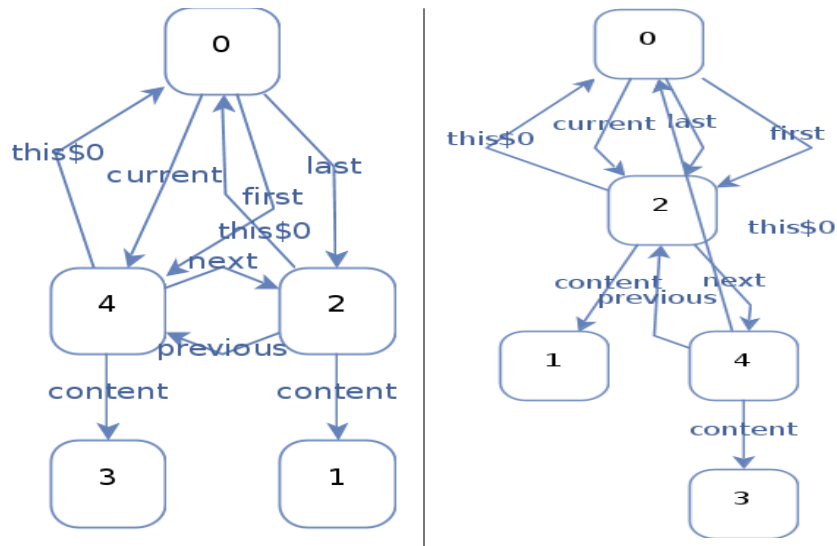 0
this$0
current
last
first
this$0
next
4
2
previous
content
content
3
1
0
current
last
first
this$0
2
this$0
content
next
previous
1
4
content
3